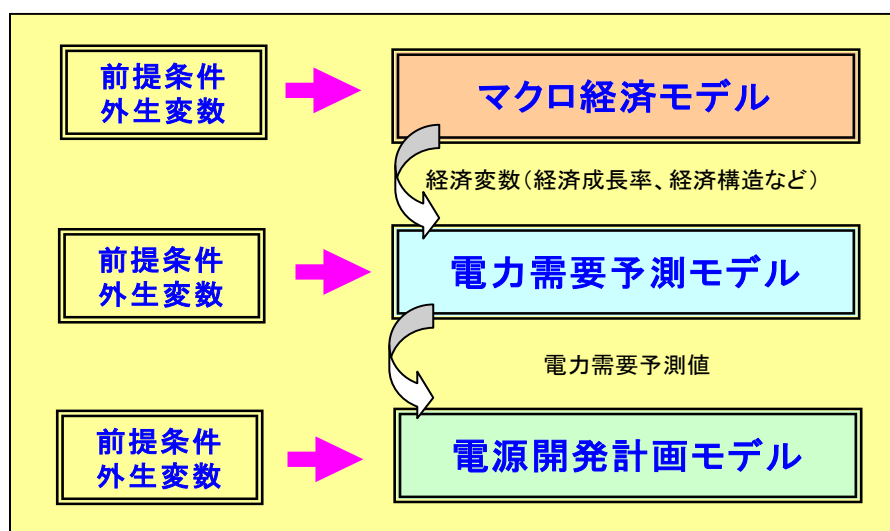 前提条件
外生変数
マクロ経済モデル
経済変数(経済成長率、経済構造など)
前提条件
外生変数
電力需要予測モデル
電力需要予測値
前提条件
外生変数
電源開発計画モデル